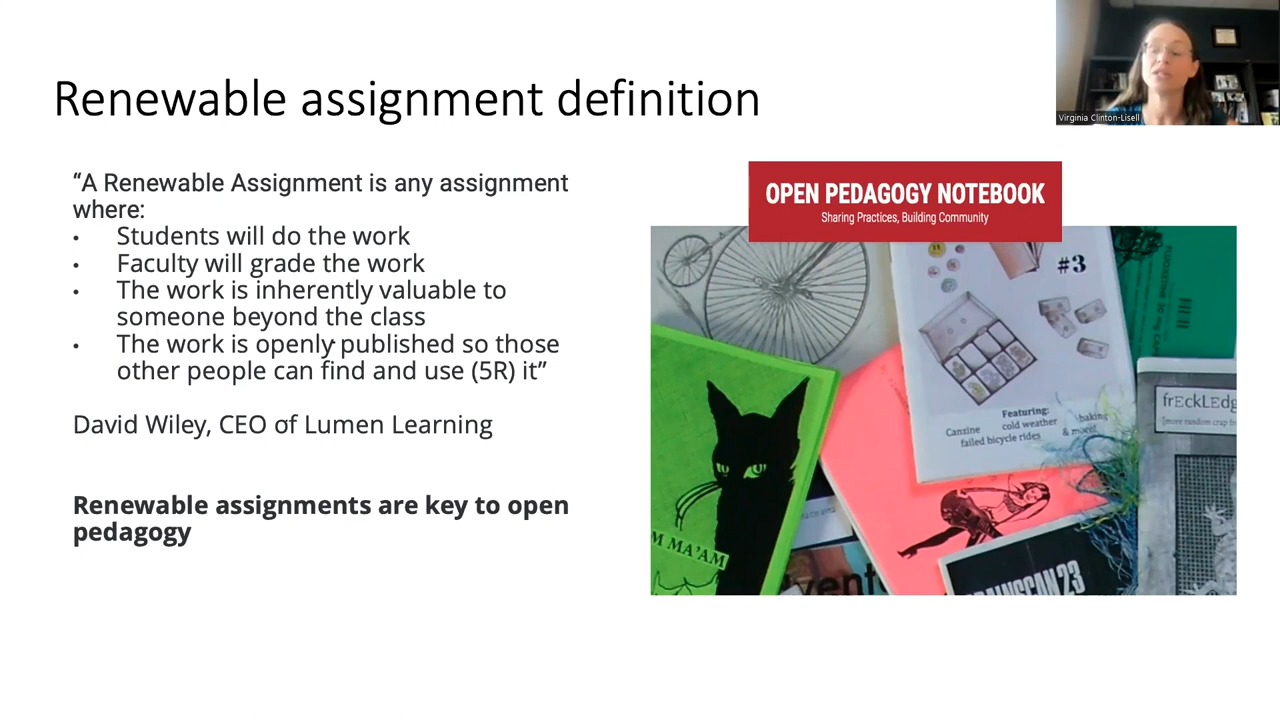 Renewable assignment definition
Virginia Clinton-Lisell
“A Renewable Assignment is any assignment
where:
• Students will do the work
• Faculty will grade the work
• The work is inherently valuable to
someone beyond the class
• The work is openly published so those
other people can find and use (5R) it”
David Wiley, CEO of Lumen Learning
Renewable assignments are key to open
pedagogy
OPEN PEDAGOGY NOTEBOOK
Sharing Practices, Building Community
#3
Featuring:
Canzine cold weather baking
failed bicycle rides & more!
frEckLEdg
M MA'AM